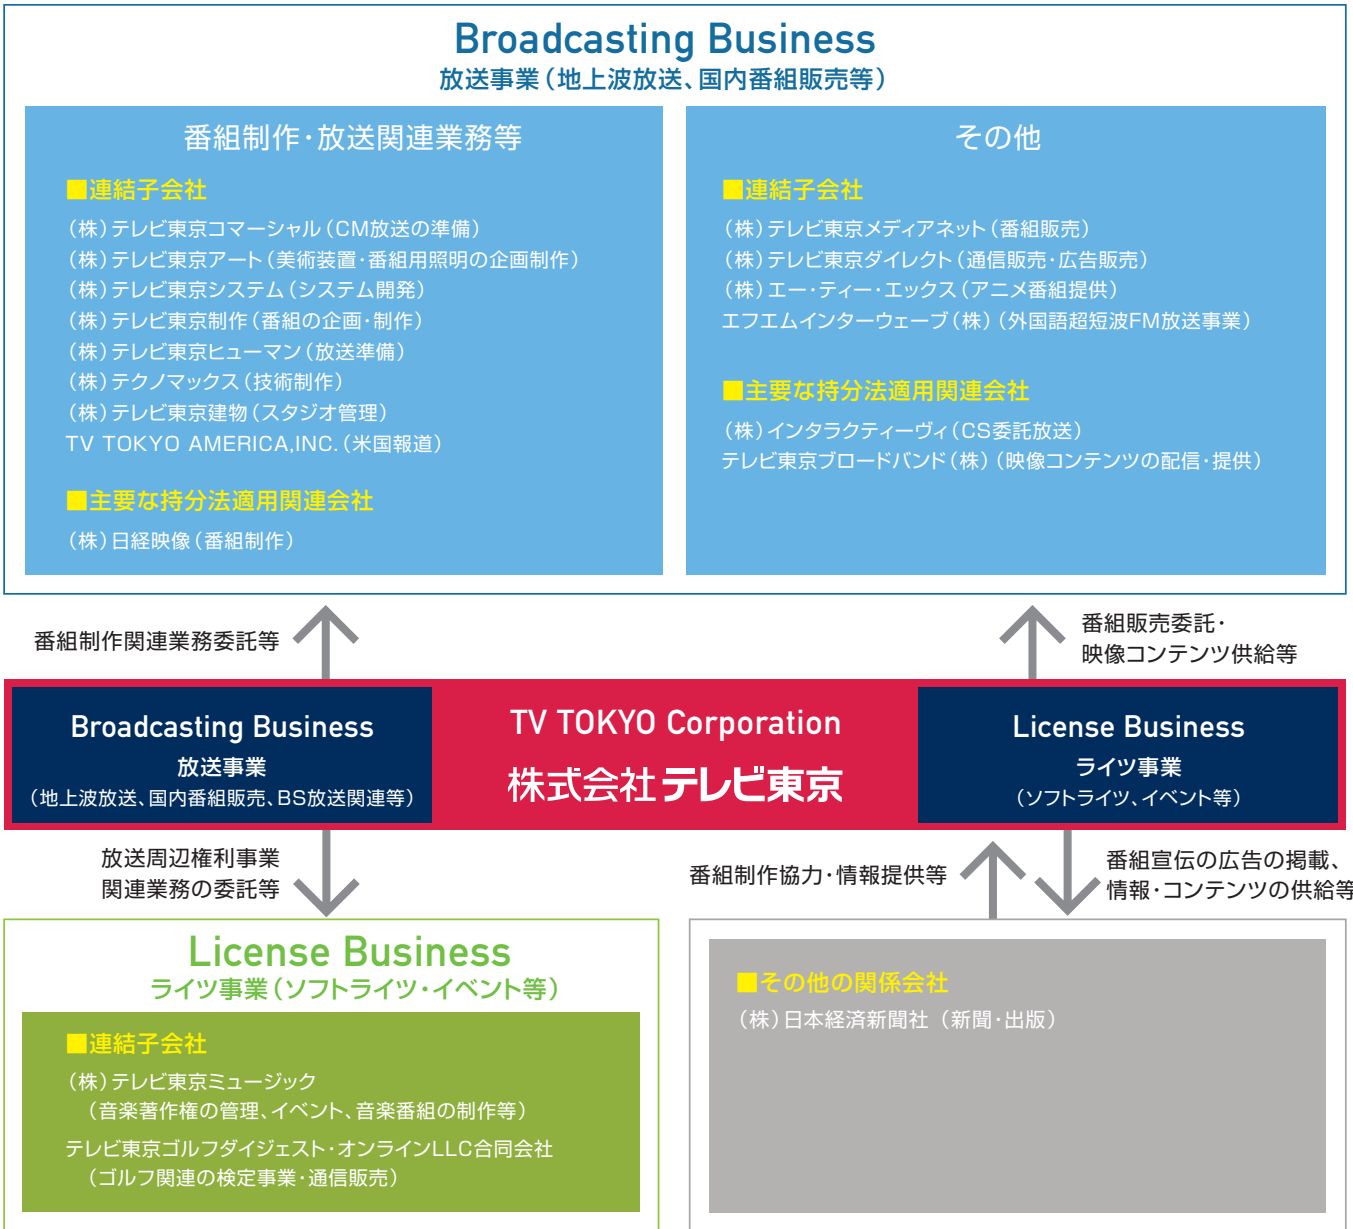 Broadcasting Business
放送事業（地上波放送、国内番組販売等）
番組制作・放送関連業務等
■連結子会社
（株）テレビ東京コマーシャル（CM放送の準備）
（株）テレビ東京アート（美術装置・番組用照明の企画制作）
（株）テレビ東京システム（システム開発）
（株）テレビ東京制作（番組の企画・制作）
（株）テレビ東京ヒューマン（放送準備）
（株）テクノマックス（技術制作）
（株）テレビ東京建物（スタジオ管理）
TV TOKYO AMERICA,INC.（米国報道）
■主要な持分法適用関連会社
（株）日経映像（番組制作）
その他
■連結子会社
（株）テレビ東京メディアネット（番組販売）
（株）テレビ東京ダイレクト（通信販売・広告販売）
（株）エー・ティー・エックス（アニメ番組提供）
エフエムインターウェーブ（株）（外国語超短波FM放送事業）
■主要な持分法適用関連会社
（株）インタラクティーヴィ（CS委託放送）
テレビ東京ブロードバンド（株）（映像コンテンツの配信・提供）
番組制作関連業務委託等
番組販売委託・
映像コンテンツ供給等
Broadcasting Business
放送事業
（地上波放送、国内番組販売、BS放送関連等）
TV TOKYO Corporation
株式会社テレビ東京
License Business
ライツ事業
（ソフトライツ、イベント等）
放送周辺権利事業
関連業務の委託等
番組制作協力・情報提供等
番組宣伝の広告の掲載、
情報・コンテンツの供給等
License Business
ライツ事業（ソフトライツ・イベント等）
■連結子会社
（株）テレビ東京ミュージック
（音楽著作権の管理、イベント、音楽番組の制作等）
テレビ東京ゴルフダイジェスト・オンラインLLC合同会社
（ゴルフ関連の検定事業・通信販売）
■その他の関係会社
（株）日本経済新聞社（新聞・出版）